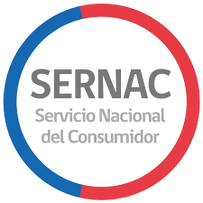 SERNAC
Servicio Nacional
del Consumidor